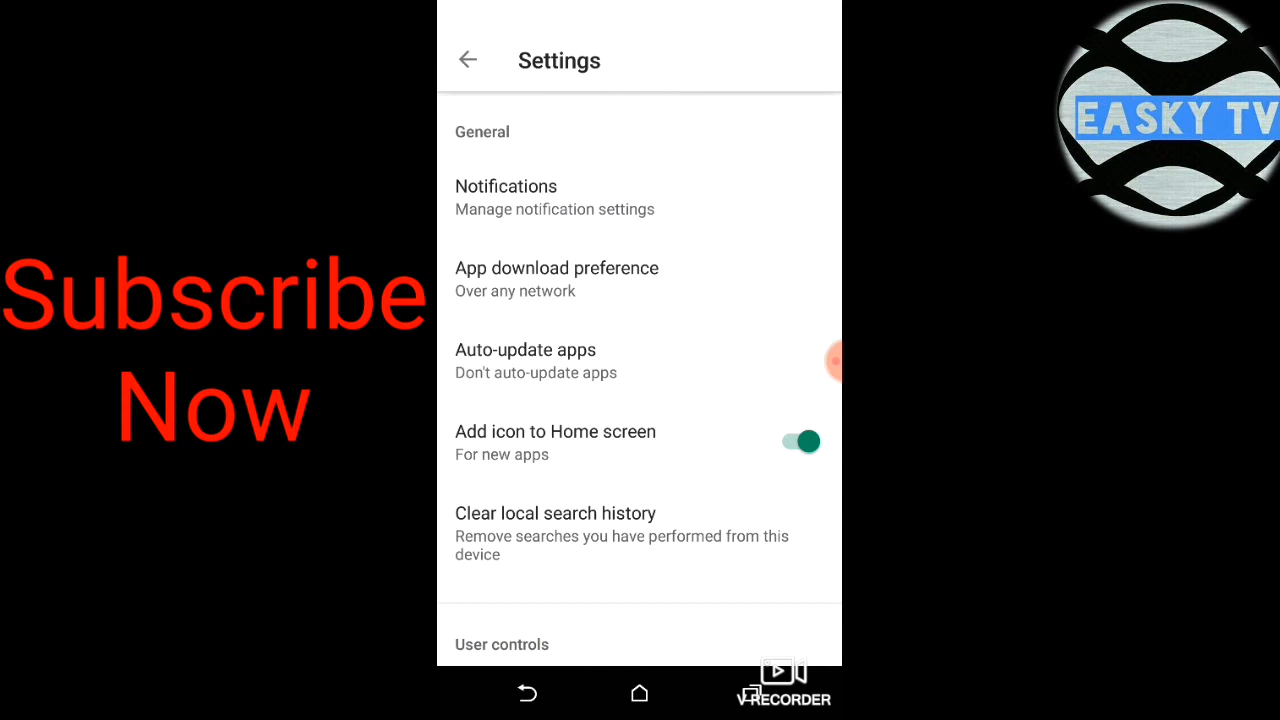 Settings
General
Notifications
Manage notification settings
App download preference
Over any network
Auto-update apps
Don't auto-update apps
Add icon to Home screen
For new apps
Clear local search history
Remove searches you have performed from this
device
User controls
Subscribe
Now
EASKY TV
V RECORDER